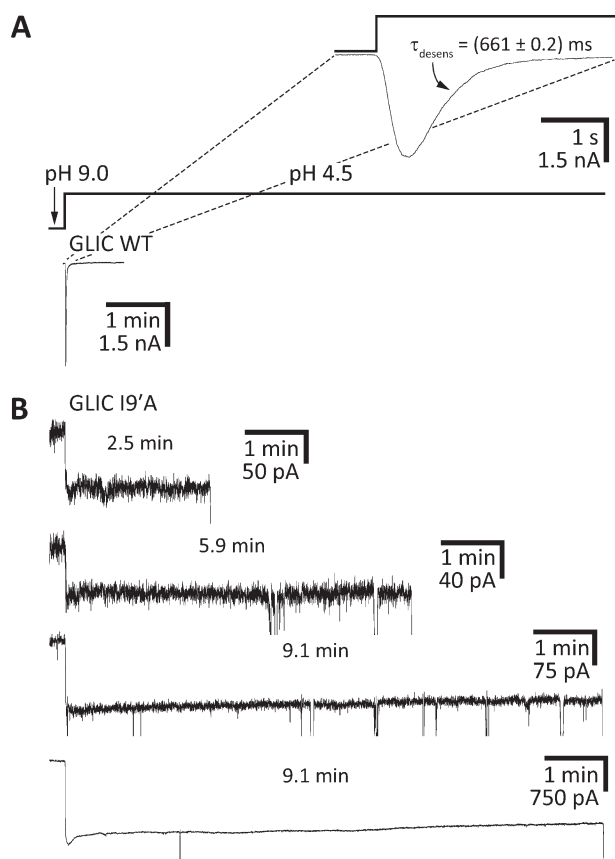 A
τdesens = (661 ± 0.2) ms
1 s
1.5 nA
pH 9.0
pH 4.5
GLIC WT
1 min
1.5 nA
B
GLIC I9′A
2.5 min
1 min
50 pA
5.9 min
1 min
40 pA
9.1 min
1 min
75 pA
9.1 min
1 min
750 pA